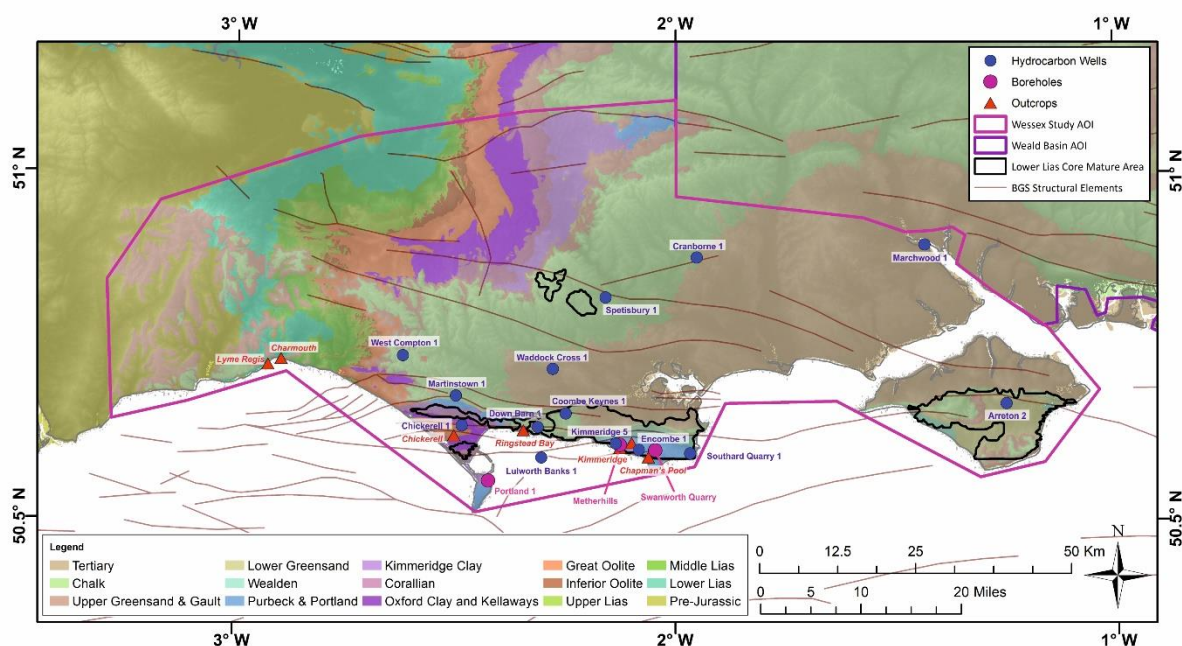 3° W
2° W
1° W
Hydrocarbon Wells
Boreholes
Outcrops
Wessex Study AOI
Weald Basin AOI
Lower Lias Core Mature Area
BGS Structural Elements
51° N
51° N
Cranborne 1
Marchwood 1
Spetisbury 1
West Compton 1
Charmouth
Lyme Regis
Waddock Cross 1
Martinstown 1
Coombe Keynes 1
Arreton 2
Down Barn 1
Chickerell 1
Chickerell
Ringstead Bay
Kimmeridge 5
Encombe 1
Kimmeridge
Southard Quarry 1
Lulworth Banks 1
Chapman's Pool
Portland 1
Metherhills
Swanworth Quarry
50.5° N
50.5° N
Legend
Tertiary
Chalk
Upper Greensand & Gault
Lower Greensand
Wealden
Purbeck & Portland
Kimmeridge Clay
Corallian
Oxford Clay and Kellaways
Great Oolite
Inferior Oolite
Upper Lias
Middle Lias
Lower Lias
Pre-Jurassic
0 12.5 25 50 Km
0 5 10 20 Miles
N
3° W
2° W
1° W